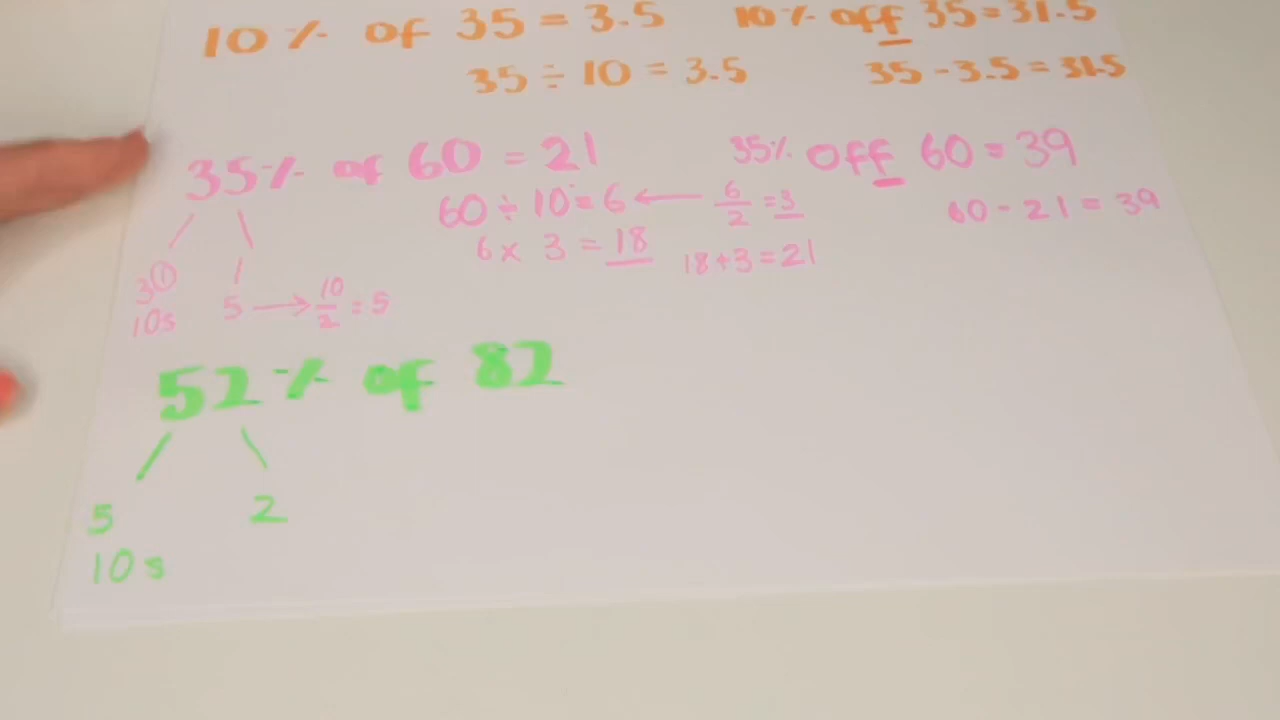 10% of 35 = 3.5
35 ÷ 10 = 3.5
10% off 35 = 31.5
35 - 3.5 = 31.5
35% of 60 = 21
60 ÷ 10 = 6 ← 6/2 = 3
6 x 3 = 18
18 + 3 = 21
3
10s
5 → 10/2 = 5
35% off 60 = 39
60 - 21 = 39
52% of 82
5
10s
2